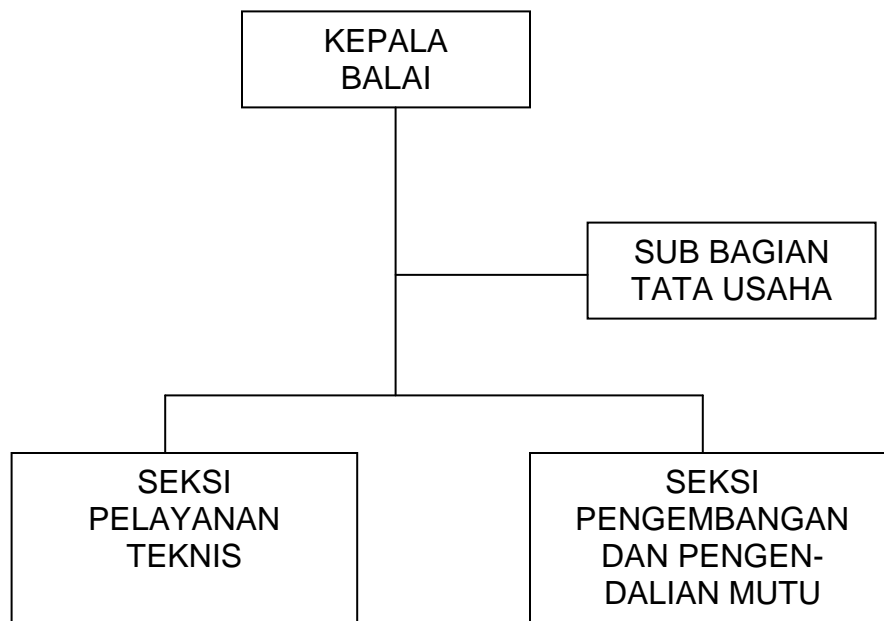 KEPALA
BALAI
SUB BAGIAN
TATA USAHA
SEKSI
PELAYANAN
TEKNIS
SEKSI
PENGEMBANGAN
DAN PENGEN-
DALIAN MUTU